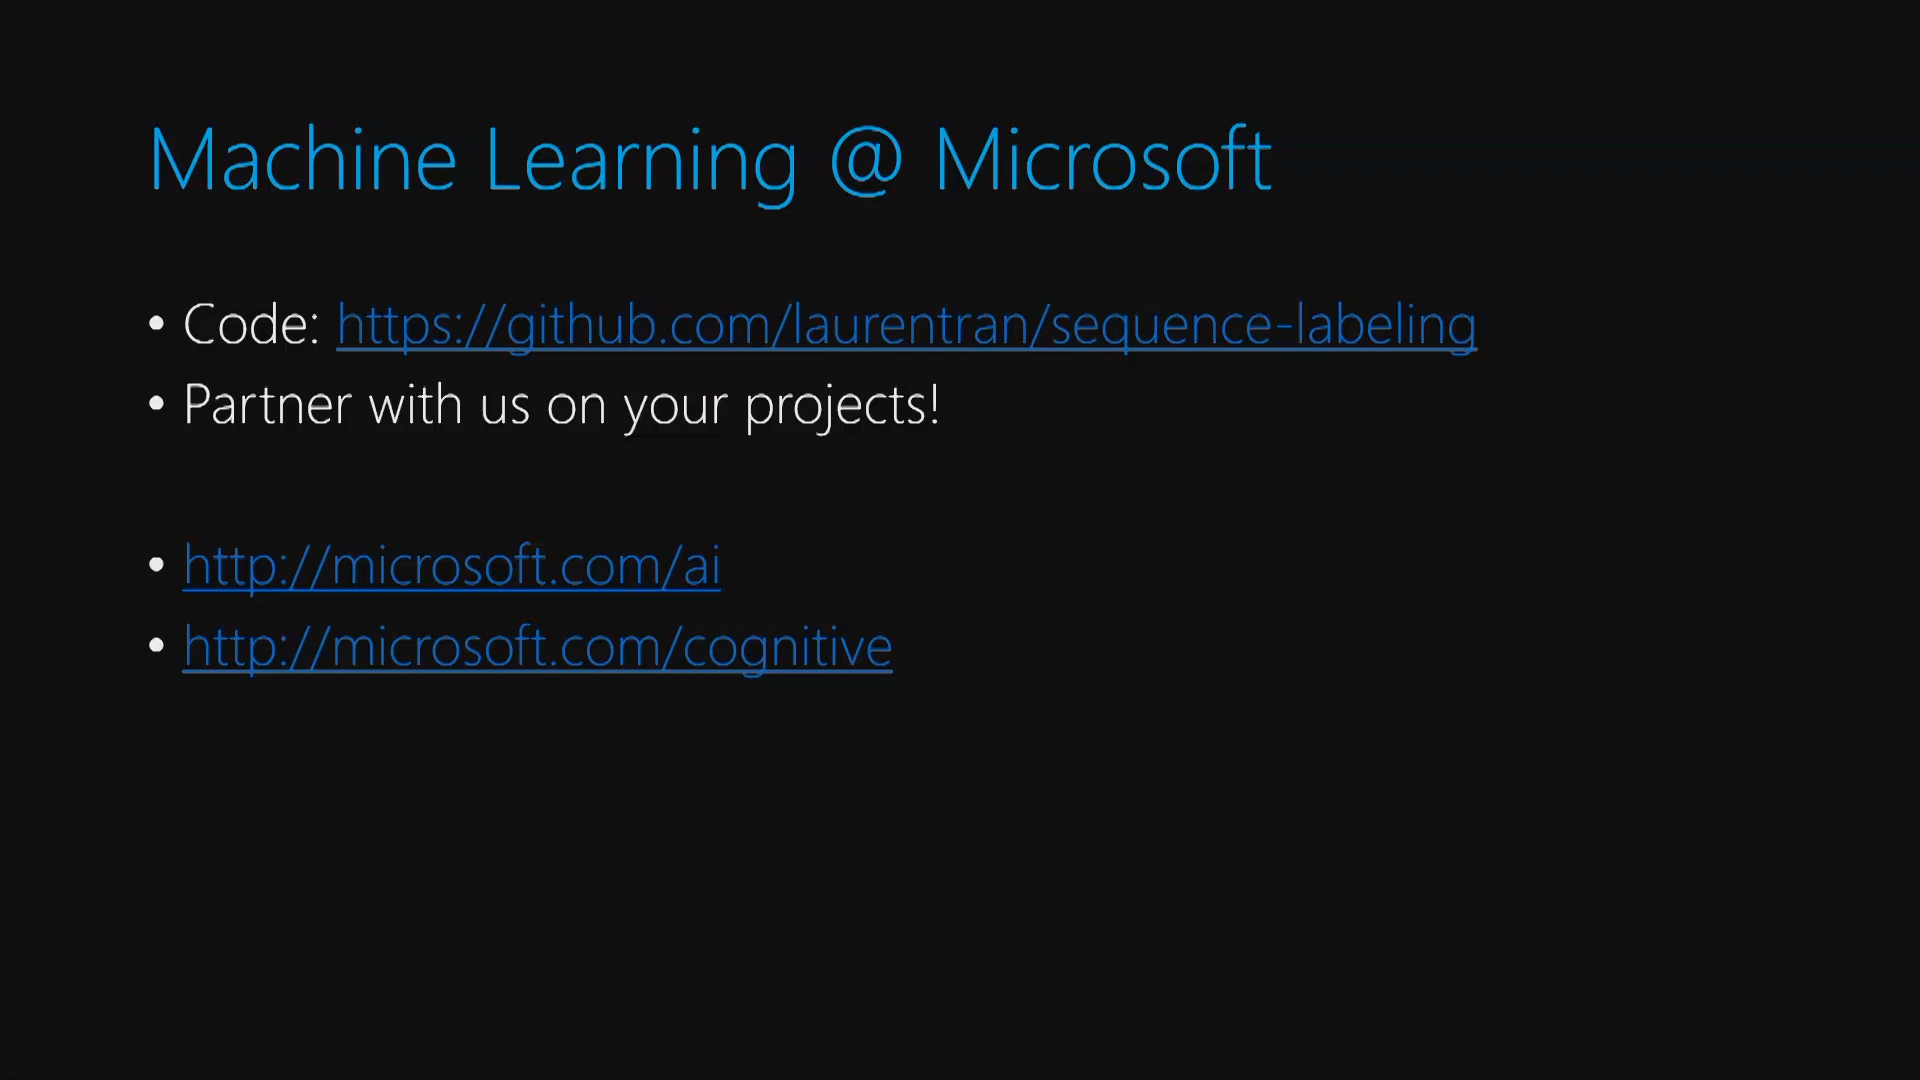 Machine Learning @ Microsoft
• Code: https://github.com/laurentran/sequence-labeling
• Partner with us on your projects!
• http://microsoft.com/ai
• http://microsoft.com/cognitive